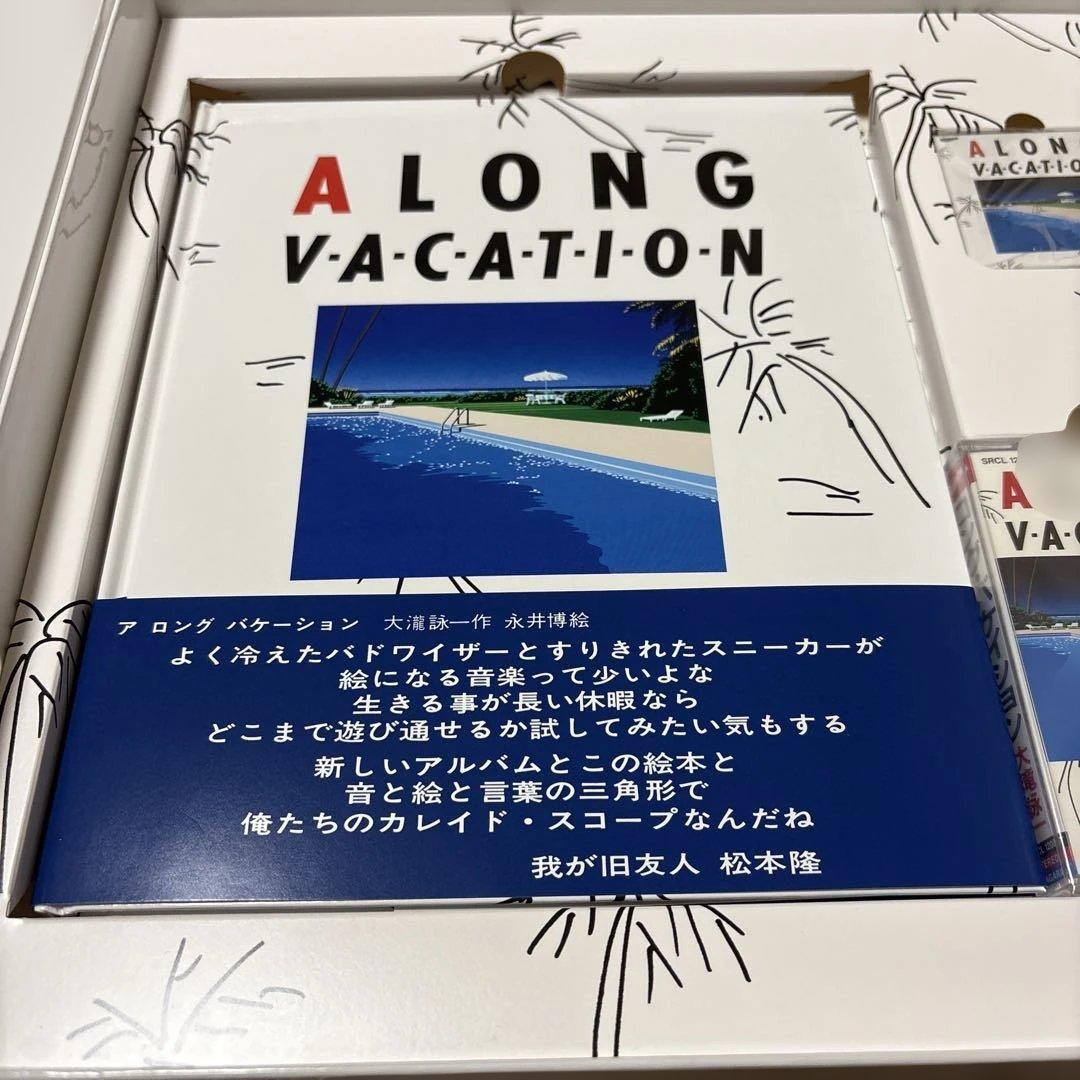 A LONG
V·A·C·A·T·I·O·N
ア ロング バケーション 大瀧詠一作 永井博絵
よく冷えたバドワイザーとすりきれたスニーカーが
絵になる音楽って少いよな
生きる事が長い休暇なら
どこまで遊び通せるか試してみたい気もする
新しいアルバムとこの絵本と
音と絵と言葉の三角形で
俺たちのカレイド・スコープなんだね
我が旧友人 松本隆
A LON
V·A·C·A·T·I·O
SRCL 12
A
V·A·C
大瀧詠一